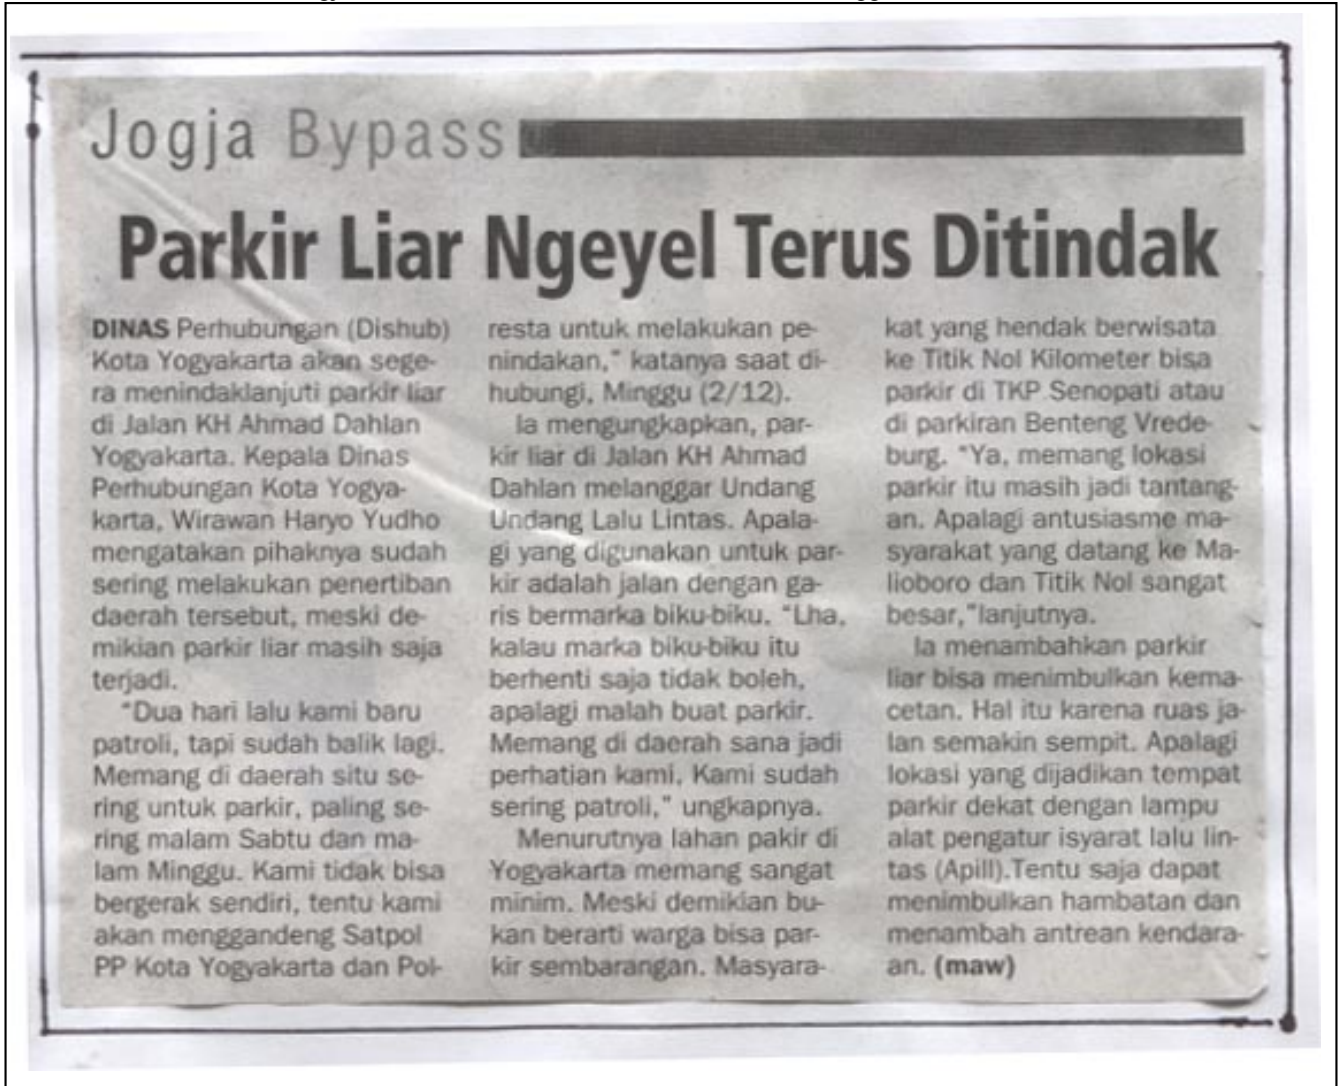 Jogja Bypass
Parkir Liar Ngeyel Terus Ditindak
DINAS Perhubungan (Dishub)
Kota Yogyakarta akan sege-
ra menindaklanjuti parkir liar
di Jalan KH Ahmad Dahlan
Yogyakarta. Kepala Dinas
Perhubungan Kota Yogya-
karta, Wirawan Haryo Yudho
mengatakan pihaknya sudah
sering melakukan penertiban
daerah tersebut, meski de-
mikian parkir liar masih saja
terjadi.
"Dua hari lalu kami baru
patroli, tapi sudah balik lagi.
Memang di daerah situ se-
ring untuk parkir, paling se-
ring malam Sabtu dan ma-
lam Minggu. Kami tidak bisa
bergerak sendiri, tentu kami
akan menggandeng Satpol
PP Kota Yogyakarta dan Pol-
resta untuk melakukan pe-
nindakan," katanya saat di-
hubungi, Minggu (2/12).
Ia mengungkapkan, par-
kir liar di Jalan KH Ahmad
Dahlan melanggar Undang
Undang Lalu Lintas. Apala-
gi yang digunakan untuk par-
kir adalah jalan dengan ga-
ris bermarka biku-biku. "Lha,
kalau marka biku-biku itu
berhenti saja tidak boleh,
apalagi malah buat parkir.
Memang di daerah sana jadi
perhatian kami, Kami sudah
sering patroli," ungkapnya.
Menurutnya lahan pakir di
Yogyakarta memang sangat
minim. Meski demikian bu-
kan berarti warga bisa par-
kir sembarangan. Masyara-
kat yang hendak berwisata
ke Titik Nol Kilometer bisa
parkir di TKP Senopati atau
di parkiran Benteng Vrede-
burg. "Ya, memang lokasi
parkir itu masih jadi tantang-
an. Apalagi antusiasme ma-
syarakat yang datang ke Ma-
lioboro dan Titik Nol sangat
besar,"lanjutnya.
Ia menambahkan parkir
liar bisa menimbulkan kema-
cetan. Hal itu karena ruas ja-
lan semakin sempit. Apalagi
lokasi yang dijadikan tempat
parkir dekat dengan lampu
alat pengatur isyarat lalu lin-
tas (Apill).Tentu saja dapat
menimbulkan hambatan dan
menambah antrean kendara-
an. (maw)